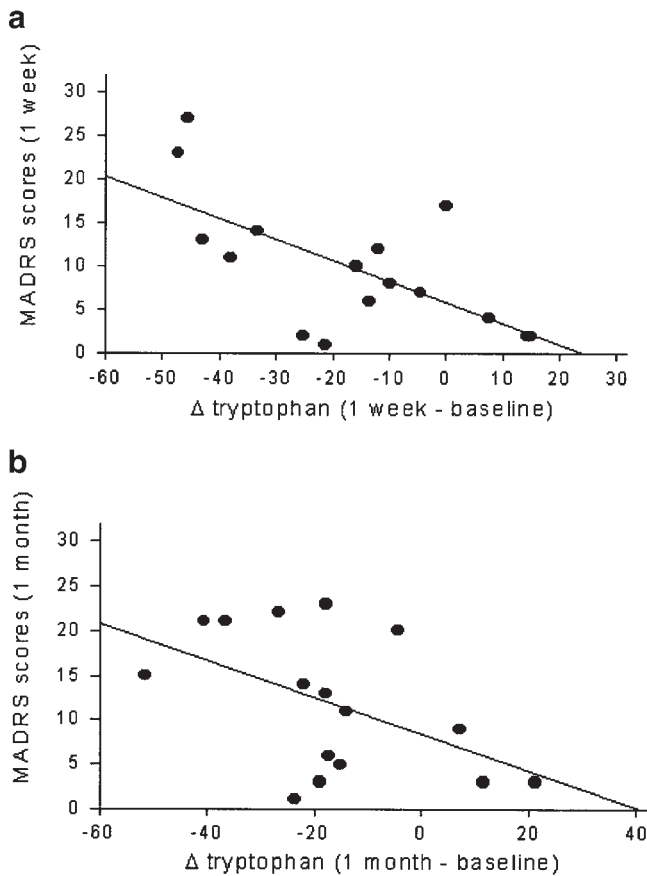 a
MADRS scores (1 week)
30
25
20
15
10
5
0
-60 -50 -40 -30 -20 -10 0 10 20 30
Δ tryptophan (1 week - baseline)
b
MADRS scores (1 month)
30
25
20
15
10
5
0
-60 -40 -20 0 20 40
Δ tryptophan (1 month - baseline)